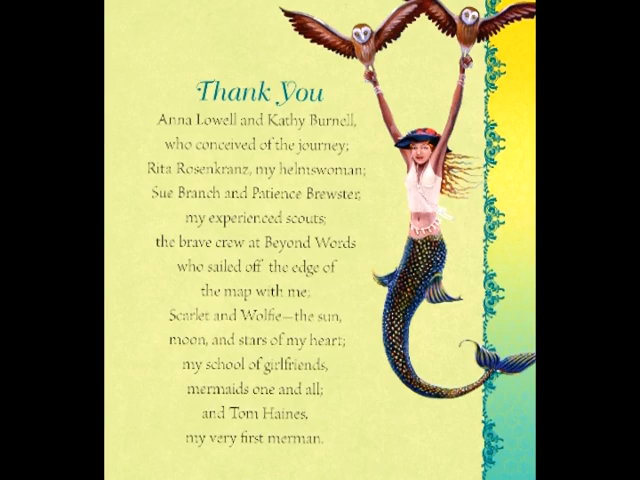 Thank You
Anna Lowell and Kathy Burnell,
who conceived of the journey;
Rita Rosenkranz, my helmswoman;
Sue Branch and Patience Brewster,
my experienced scouts;
the brave crew at Beyond Words
who sailed off the edge of
the map with me;
Scarlet and Wolfie—the sun,
moon, and stars of my heart;
my school of girlfriends,
mermaids one and all;
and Tom Haines,
my very first merman.